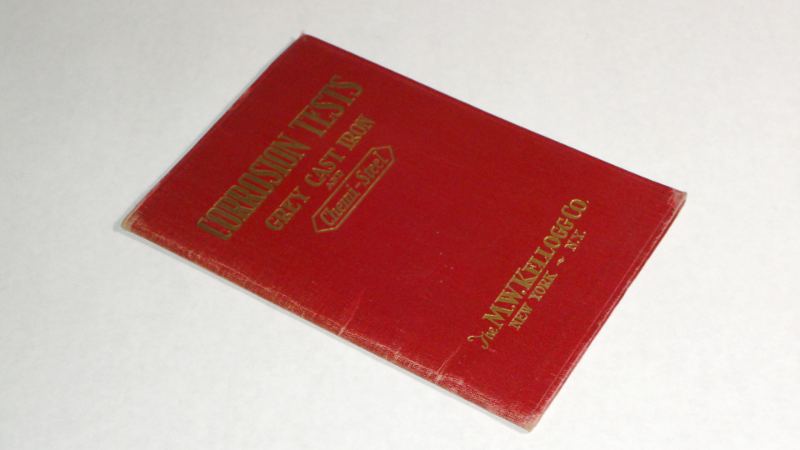 CORROSION TESTS
GREY CAST IRON
AND
Chemi-Steel
The M.W. KELLOGG CO.
NEW YORK - N.Y.